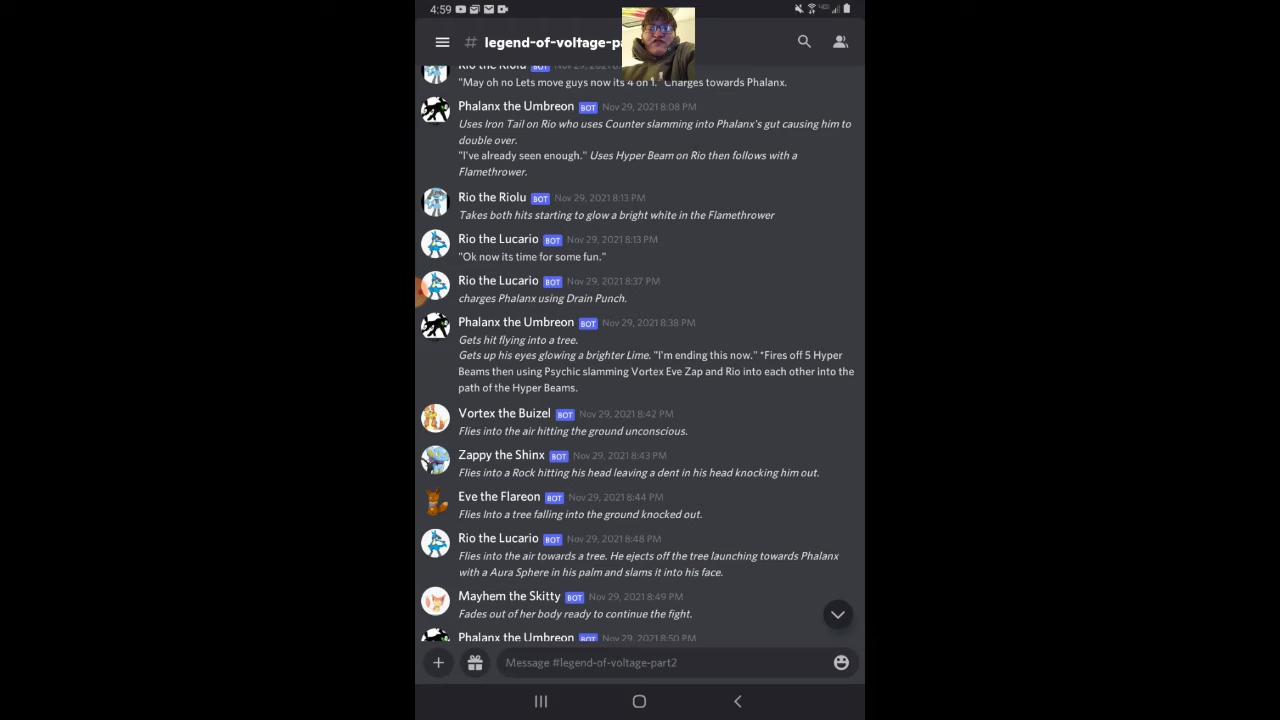 4:59
# legend-of-voltage-pa
Rio the Riolu BOT Nov 29, 2021 8:0
"May oh no Lets move guys now its 4 on 1." Charges towards Phalanx.
Phalanx the Umbreon BOT Nov 29, 2021 8:08 PM
Uses Iron Tail on Rio who uses Counter slamming into Phalanx's gut causing him to
double over.
"I've already seen enough." Uses Hyper Beam on Rio then follows with a
Flamethrower.
Rio the Riolu BOT Nov 29, 2021 8:13 PM
Takes both hits starting to glow a bright white in the Flamethrower
Rio the Lucario BOT Nov 29, 2021 8:13 PM
"Ok now its time for some fun."
Rio the Lucario BOT Nov 29, 2021 8:37 PM
charges Phalanx using Drain Punch.
Phalanx the Umbreon BOT Nov 29, 2021 8:38 PM
Gets hit flying into a tree.
Gets up his eyes glowing a brighter Lime. "I'm ending this now." *Fires off 5 Hyper
Beams then using Psychic slamming Vortex Eve Zap and Rio into each other into the
path of the Hyper Beams.
Vortex the Buizel BOT Nov 29, 2021 8:42 PM
Flies into the air hitting the ground unconscious.
Zappy the Shinx BOT Nov 29, 2021 8:43 PM
Flies into a Rock hitting his head leaving a dent in his head knocking him out.
Eve the Flareon BOT Nov 29, 2021 8:44 PM
Flies Into a tree falling into the ground knocked out.
Rio the Lucario BOT Nov 29, 2021 8:48 PM
Flies into the air towards a tree. He ejects off the tree launching towards Phalanx
with a Aura Sphere in his palm and slams it into his face.
Mayhem the Skitty BOT Nov 29, 2021 8:49 PM
Fades out of her body ready to continue the fight.
Phalanx the Umbreon BOT Nov 29, 2021 8:50 PM
Message #legend-of-voltage-part2